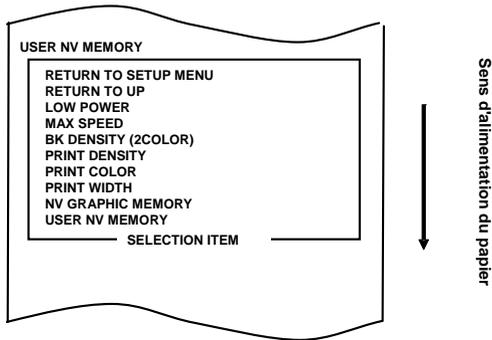 USER NV MEMORY
RETURN TO SETUP MENU
RETURN TO UP
LOW POWER
MAX SPEED
BK DENSITY (2COLOR)
PRINT DENSITY
PRINT COLOR
PRINT WIDTH
NV GRAPHIC MEMORY
USER NV MEMORY
SELECTION ITEM
Sens d'alimentation du papier